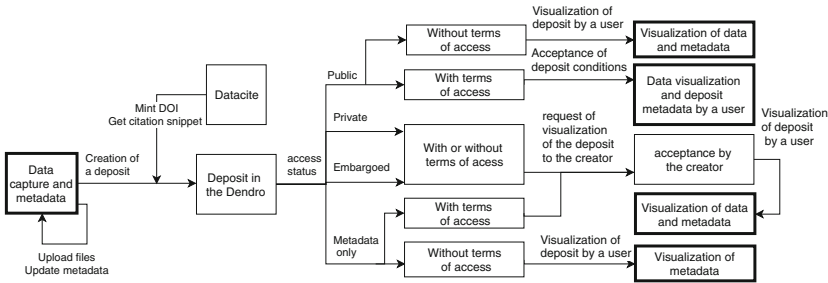 Data
capture and
metadata
Upload files
Update metadata
Creation of
a deposit
Mint DOI
Get citation snippet
Datacite
Deposit in
the Dendro
access
status
Public
Private
Embargoed
Metadata
only
Without terms
of access
With terms
of access
With or without
terms of acess
With terms
of access
Without terms
of access
Visualization of
deposit by a user
Acceptance of
deposit conditions
request of
visualization
of the deposit
to the creator
Visualization of
deposit by a user
Visualization of data
and metadata
Data visualization
and deposit
metadata by a user
acceptance by
the creator
Visualization
of deposit
by a user
Visualization of data
and metadata
Visualization of
metadata